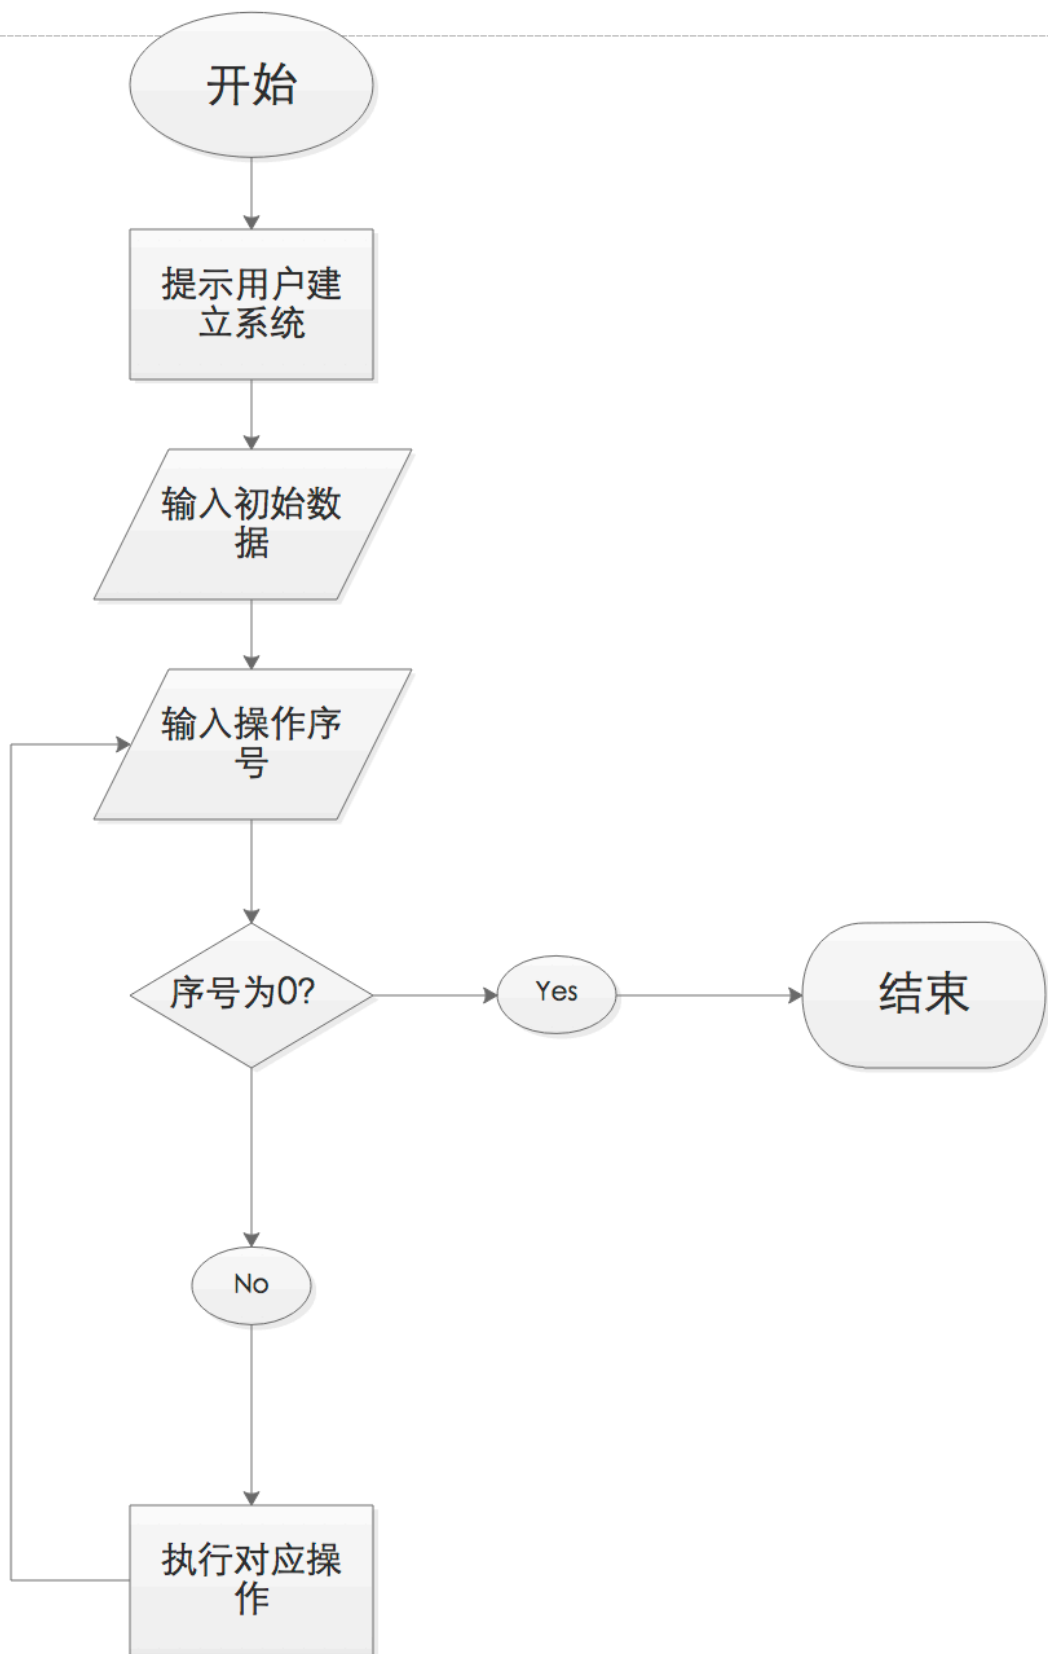 开始
提示用户建
立系统
输入初始数
据
输入操作序
号
序号为0?
Yes
结束
No
执行对应操
作